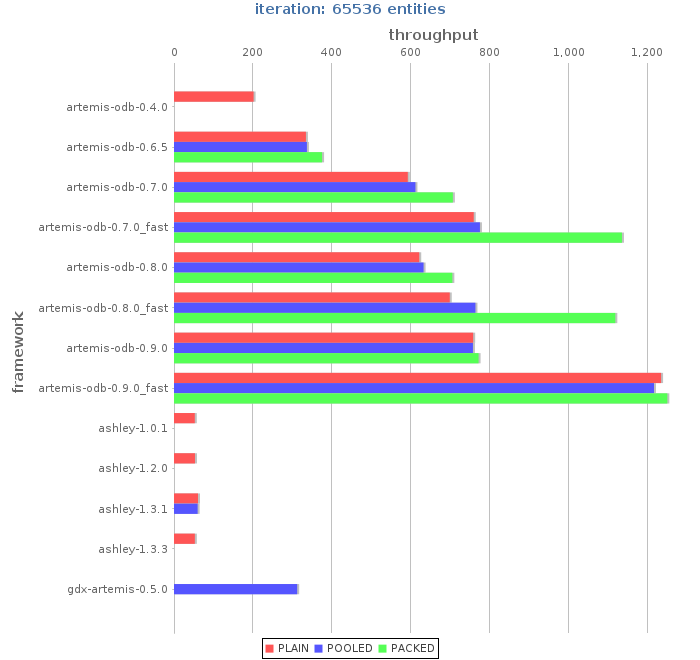 iteration: 65536 entities
throughput
0 200 400 600 800 1,000 1,200
framework
artemis-odb-0.4.0
artemis-odb-0.6.5
artemis-odb-0.7.0
artemis-odb-0.7.0_fast
artemis-odb-0.8.0
artemis-odb-0.8.0_fast
artemis-odb-0.9.0
artemis-odb-0.9.0_fast
ashley-1.0.1
ashley-1.2.0
ashley-1.3.1
ashley-1.3.3
gdx-artemis-0.5.0
PLAIN POOLED PACKED